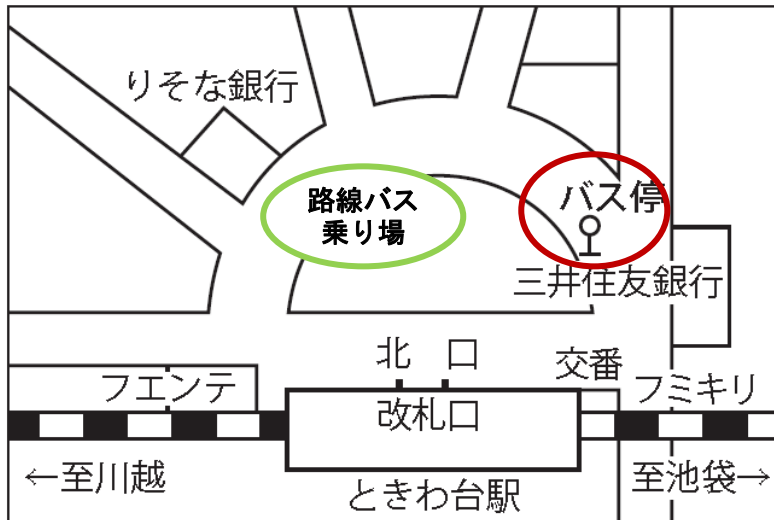 りそな銀行
路線バス
乗り場
バス停
三井住友銀行
北 口
交番
フエンテ
改札口
フミキリ
←至川越
至池袋→
ときわ台駅